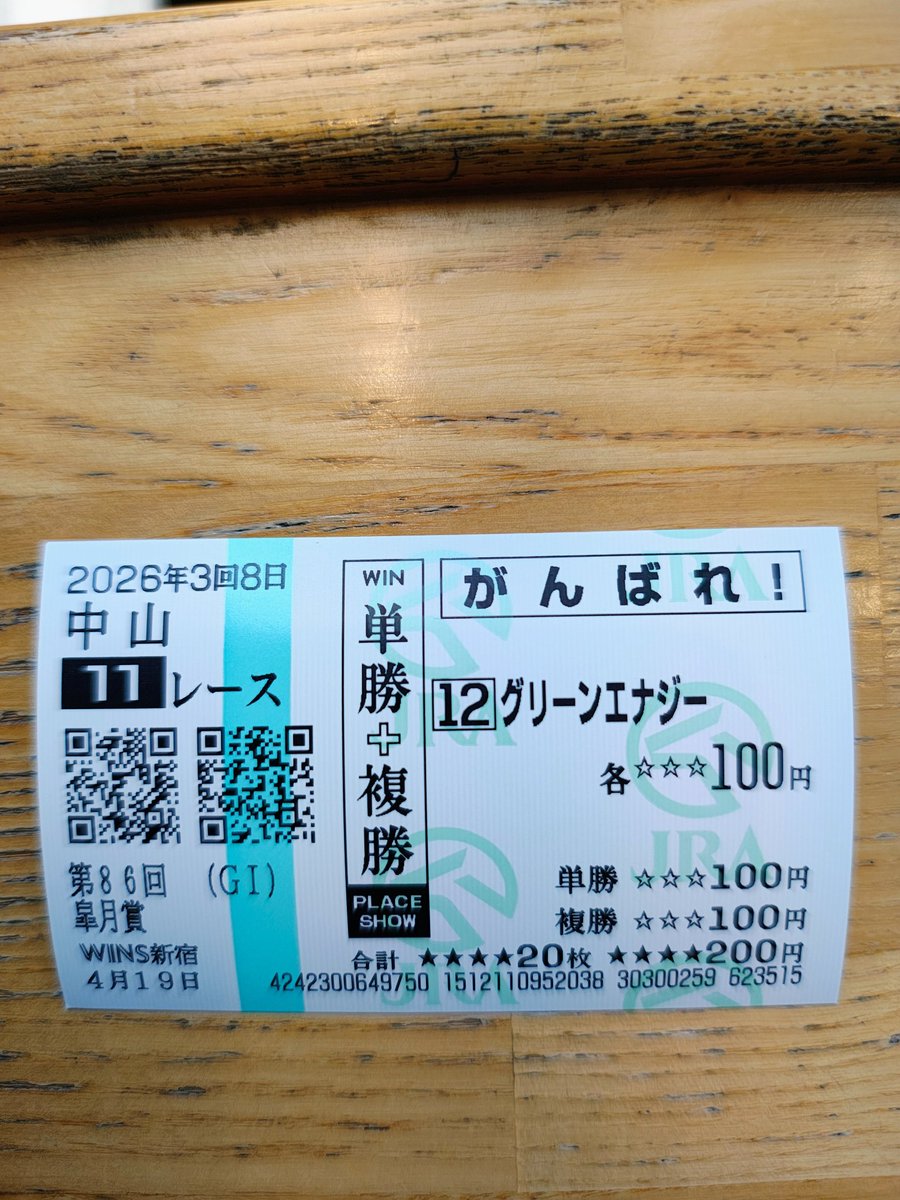 2026年3回8日
中山
11レース
第86回 (GI)
皐月賞
WINS新宿
4月19日
WIN
単勝+複勝
PLACE
SHOW
がんばれ!
12 グリーンエナジー
各☆☆☆100円
単勝 ☆☆☆100円
複勝 ☆☆☆100円
合計 ★★★★20枚 ★★★★200円
4242300649750 1512110952038 30300259 623515
JRA
JRA
JRA
JRA